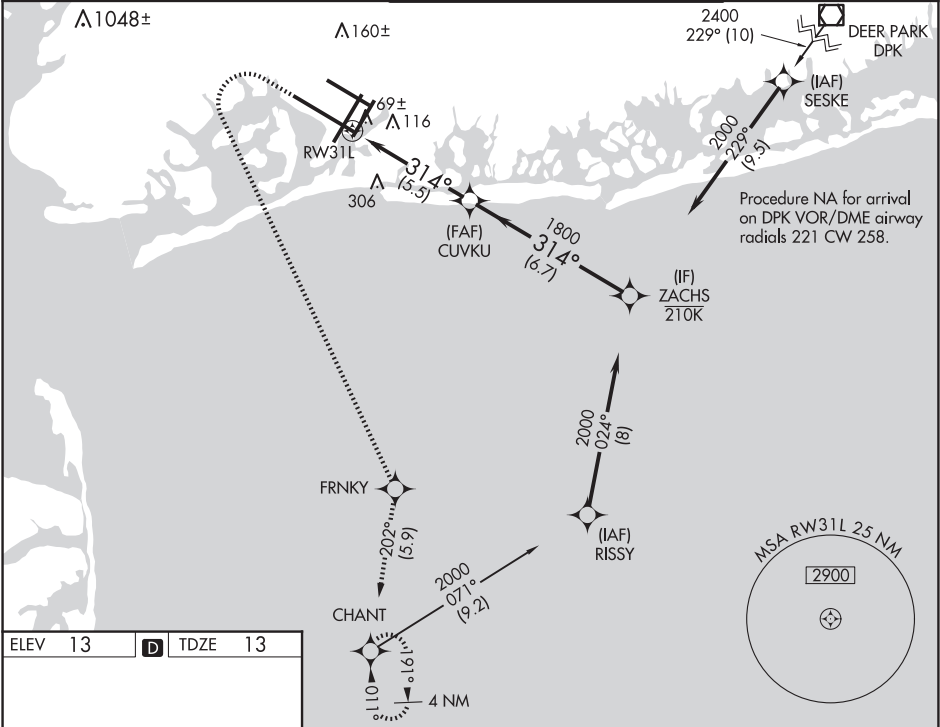 1048±
160±
2400
229° (10)
DEER PARK
DPK
(IAF)
SESKE
69±
116
RW31L
2000
229°
(9.5)
314°
(5.5)
306
Procedure NA for arrival
on DPK VOR/DME airway
radials 221 CW 258.
(FAF)
CUVKU
1800
314°
(6.7)
(IF)
ZACHS
210K
2000
024°
(8)
FRNKY
(IAF)
RISSY
202°
(5.9)
MSA RW31L 25 NM
2900
2000
071°
(9.2)
CHANT
ELEV 13 D TDZE 13
191°
011°
4 NM